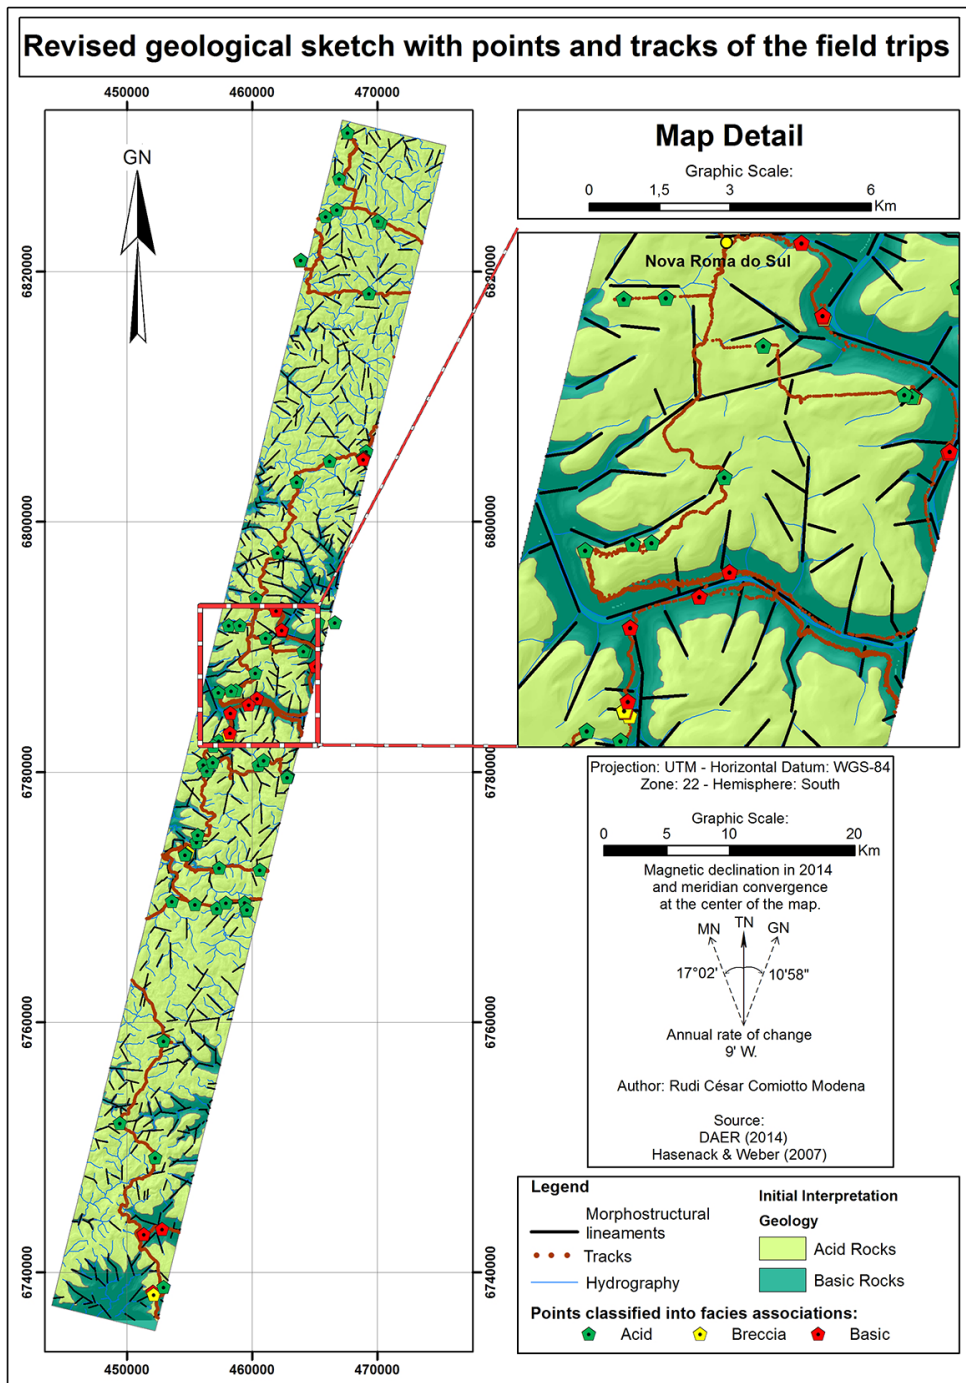 Revised geological sketch with points and tracks of the field trips
450000 460000 470000
GN
6820000
6800000
6780000
6760000
6740000
6820000
6800000
6780000
6760000
6740000
450000 460000 470000
Map Detail
Graphic Scale:
0 1,5 3 6
Km
Nova Roma do Sul
Projection: UTM - Horizontal Datum: WGS-84
Zone: 22 - Hemisphere: South
Graphic Scale:
0 5 10 20
Km
Magnetic declination in 2014
and meridian convergence
at the center of the map.
MN TN GN
17°02' 10'58"
Annual rate of change
9' W.
Author: Rudi César Comiotto Modena
Source:
DAER (2014)
Hasenack & Weber (2007)
Legend
Morphostructural
lineaments
Tracks
Hydrography
Initial Interpretation
Geology
Acid Rocks
Basic Rocks
Points classified into facies associations:
Acid Breccia Basic